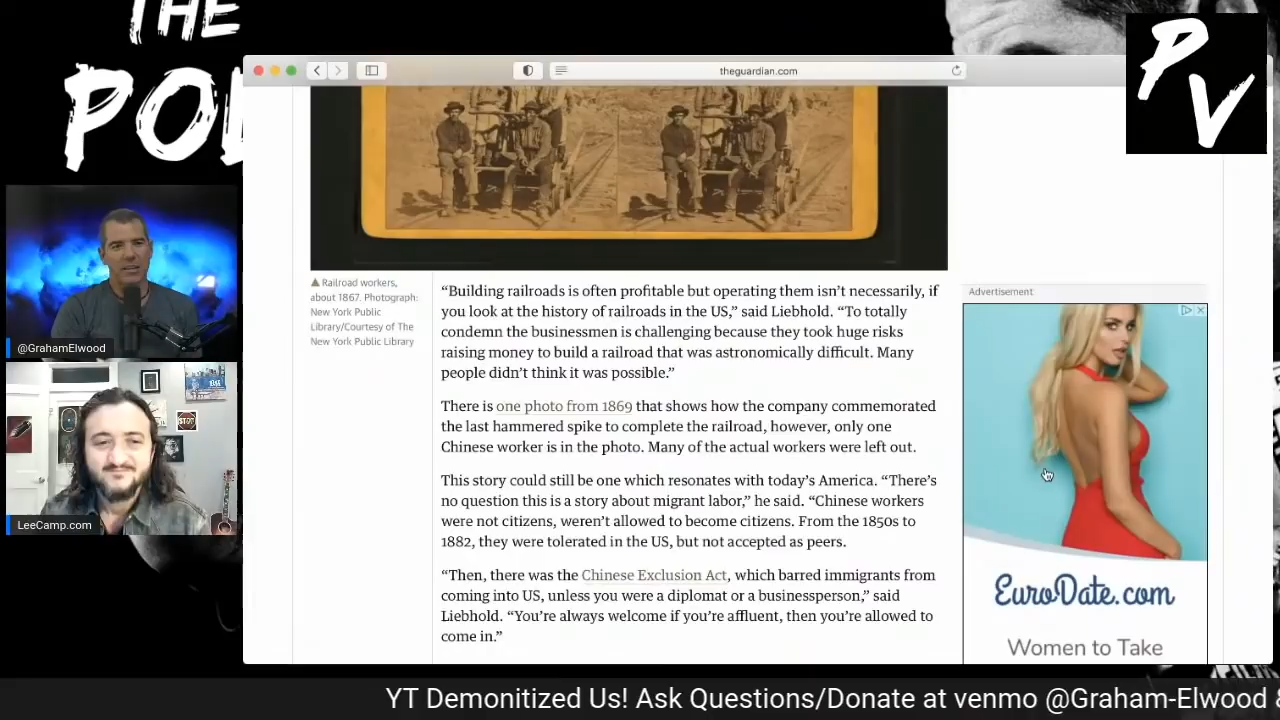 THE
POL
PV
theguardian.com
@GrahamElwood
LeeCamp.com
Railroad workers,
about 1867. Photograph:
New York Public
Library/Courtesy of The
New York Public Library
“Building railroads is often profitable but operating them isn’t necessarily, if
you look at the history of railroads in the US,” said Liebhold. “To totally
condemn the businessmen is challenging because they took huge risks
raising money to build a railroad that was astronomically difficult. Many
people didn’t think it was possible.”
There is one photo from 1869 that shows how the company commemorated
the last hammered spike to complete the railroad, however, only one
Chinese worker is in the photo. Many of the actual workers were left out.
This story could still be one which resonates with today’s America. “There’s
no question this is a story about migrant labor,” he said. “Chinese workers
were not citizens, weren’t allowed to become citizens. From the 1850s to
1882, they were tolerated in the US, but not accepted as peers.
“Then, there was the Chinese Exclusion Act, which barred immigrants from
coming into US, unless you were a diplomat or a businessperson,” said
Liebhold. “You’re always welcome if you’re affluent, then you’re allowed to
come in.”
Advertisement
EuroDate.com
Women to Take
YT Demonitized Us! Ask Questions/Donate at venmo @Graham-Elwood &